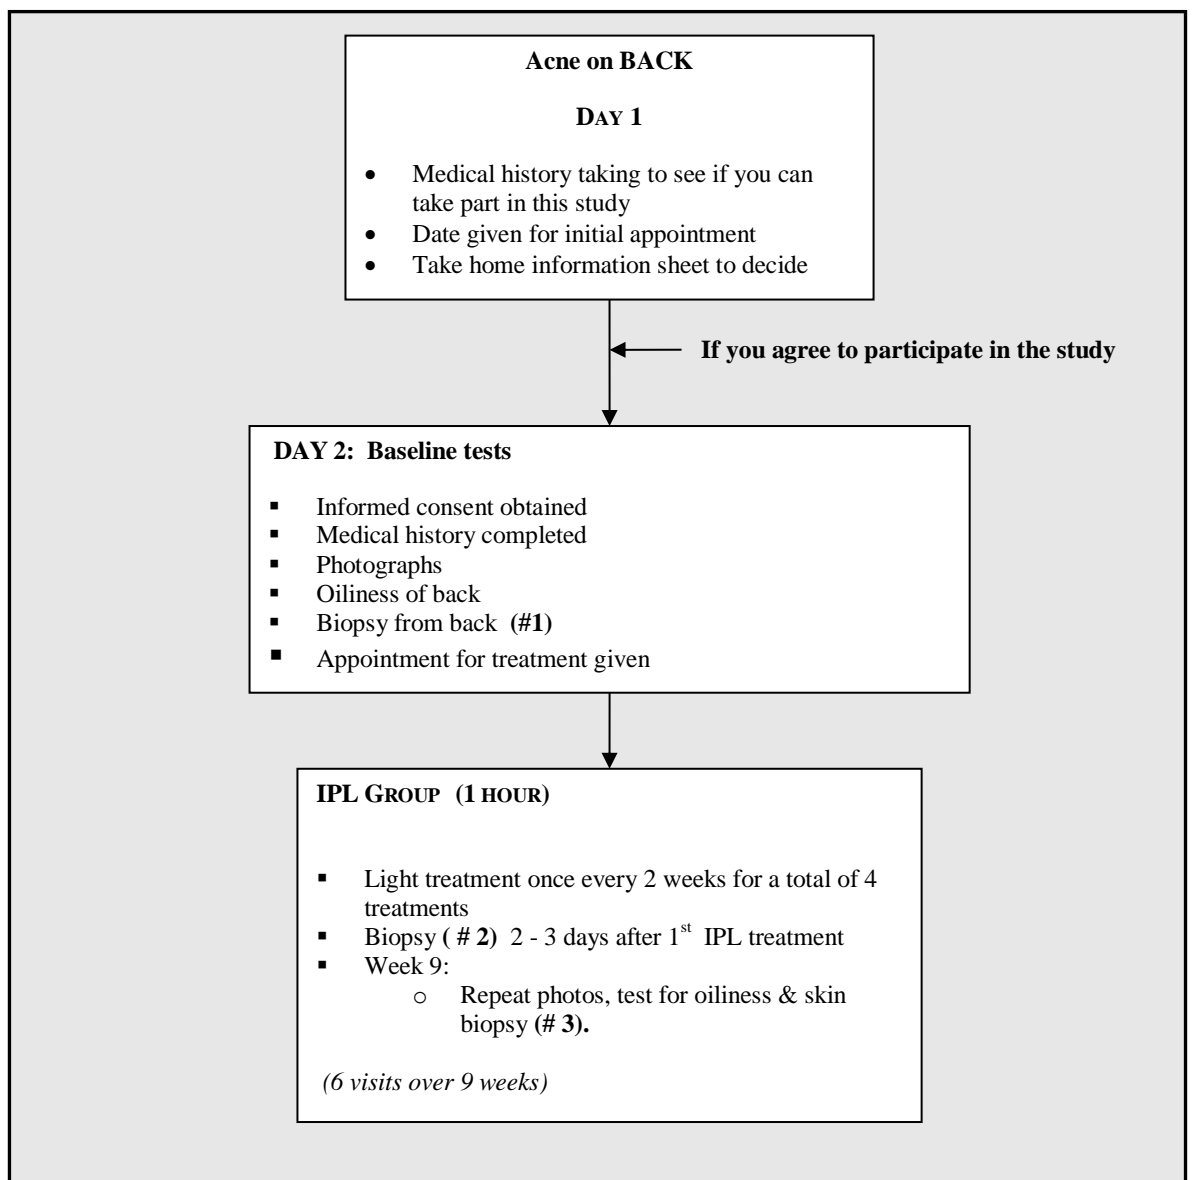 Acne on BACK
DAY 1
• Medical history taking to see if you can
take part in this study
• Date given for initial appointment
• Take home information sheet to decide
If you agree to participate in the study
DAY 2: Baseline tests
▪ Informed consent obtained
▪ Medical history completed
▪ Photographs
▪ Oiliness of back
▪ Biopsy from back (#1)
▪ Appointment for treatment given
IPL GROUP (1 HOUR)
▪ Light treatment once every 2 weeks for a total of 4
treatments
▪ Biopsy ( # 2) 2 - 3 days after 1st IPL treatment
▪ Week 9:
o Repeat photos, test for oiliness & skin
biopsy (# 3).
(6 visits over 9 weeks)